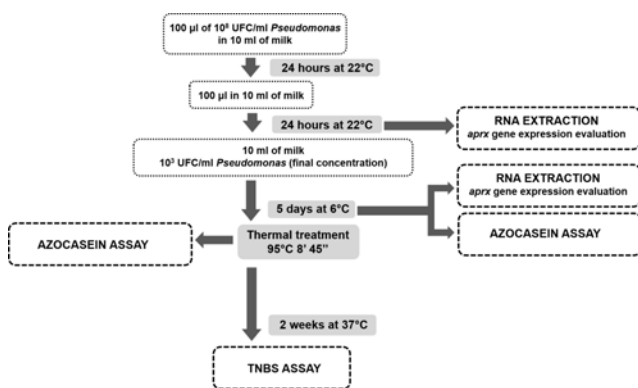 100 µl of 10⁸ UFC/ml Pseudomonas
in 10 ml of milk
24 hours at 22°C
100 µl in 10 ml of milk
24 hours at 22°C
RNA EXTRACTION
aprx gene expression evaluation
10 ml of milk
10³ UFC/ml Pseudomonas (final concentration)
RNA EXTRACTION
aprx gene expression evaluation
5 days at 6°C
AZOCASEIN ASSAY
Thermal treatment
95°C 8' 45”
AZOCASEIN ASSAY
2 weeks at 37°C
TNBS ASSAY